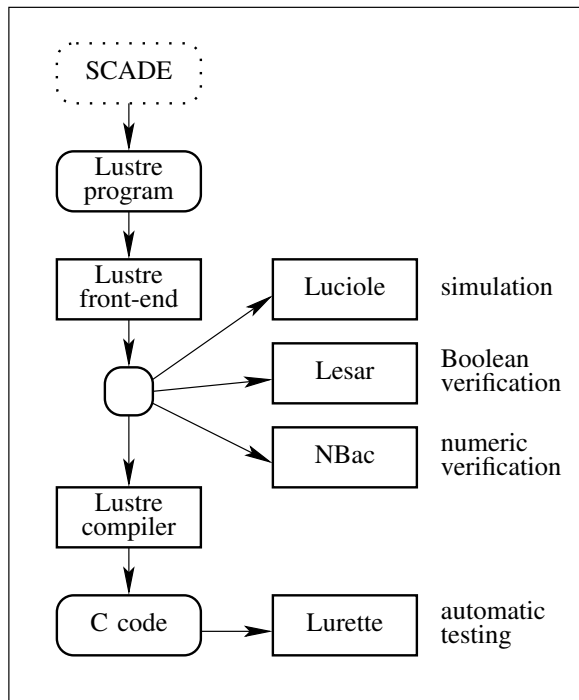 SCADE
Lustre
program
Lustre
front-end
Luciole
simulation
Lesar
Boolean
verification
NBac
numeric
verification
Lustre
compiler
C code
Lurette
automatic
testing